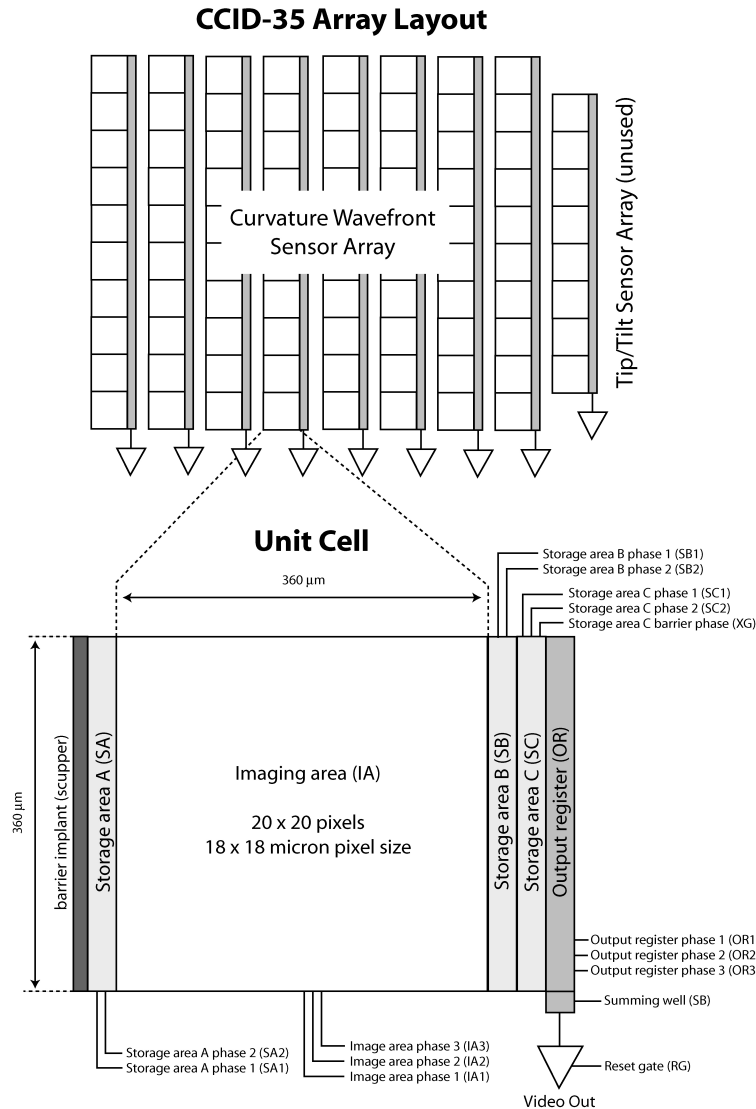 CCID-35 Array Layout
Curvature Wavefront
Sensor Array
Tip/Tilt Sensor Array (unused)
Unit Cell
360 µm
Storage area B phase 1 (SB1)
Storage area B phase 2 (SB2)
Storage area C phase 1 (SC1)
Storage area C phase 2 (SC2)
Storage area C barrier phase (XG)
360 µm
barrier implant (scupper)
Storage area A (SA)
Imaging area (IA)
20 x 20 pixels
18 x 18 micron pixel size
Storage area B (SB)
Storage area C (SC)
Output register (OR)
Output register phase 1 (OR1
Output register phase 2 (OR2
Output register phase 3 (OR3
Summing well (SB)
Storage area A phase 2 (SA2)
Storage area A phase 1 (SA1)
Image area phase 3 (IA3)
Image area phase 2 (IA2)
Image area phase 1 (IA1)
Reset gate (RG)
Video Out